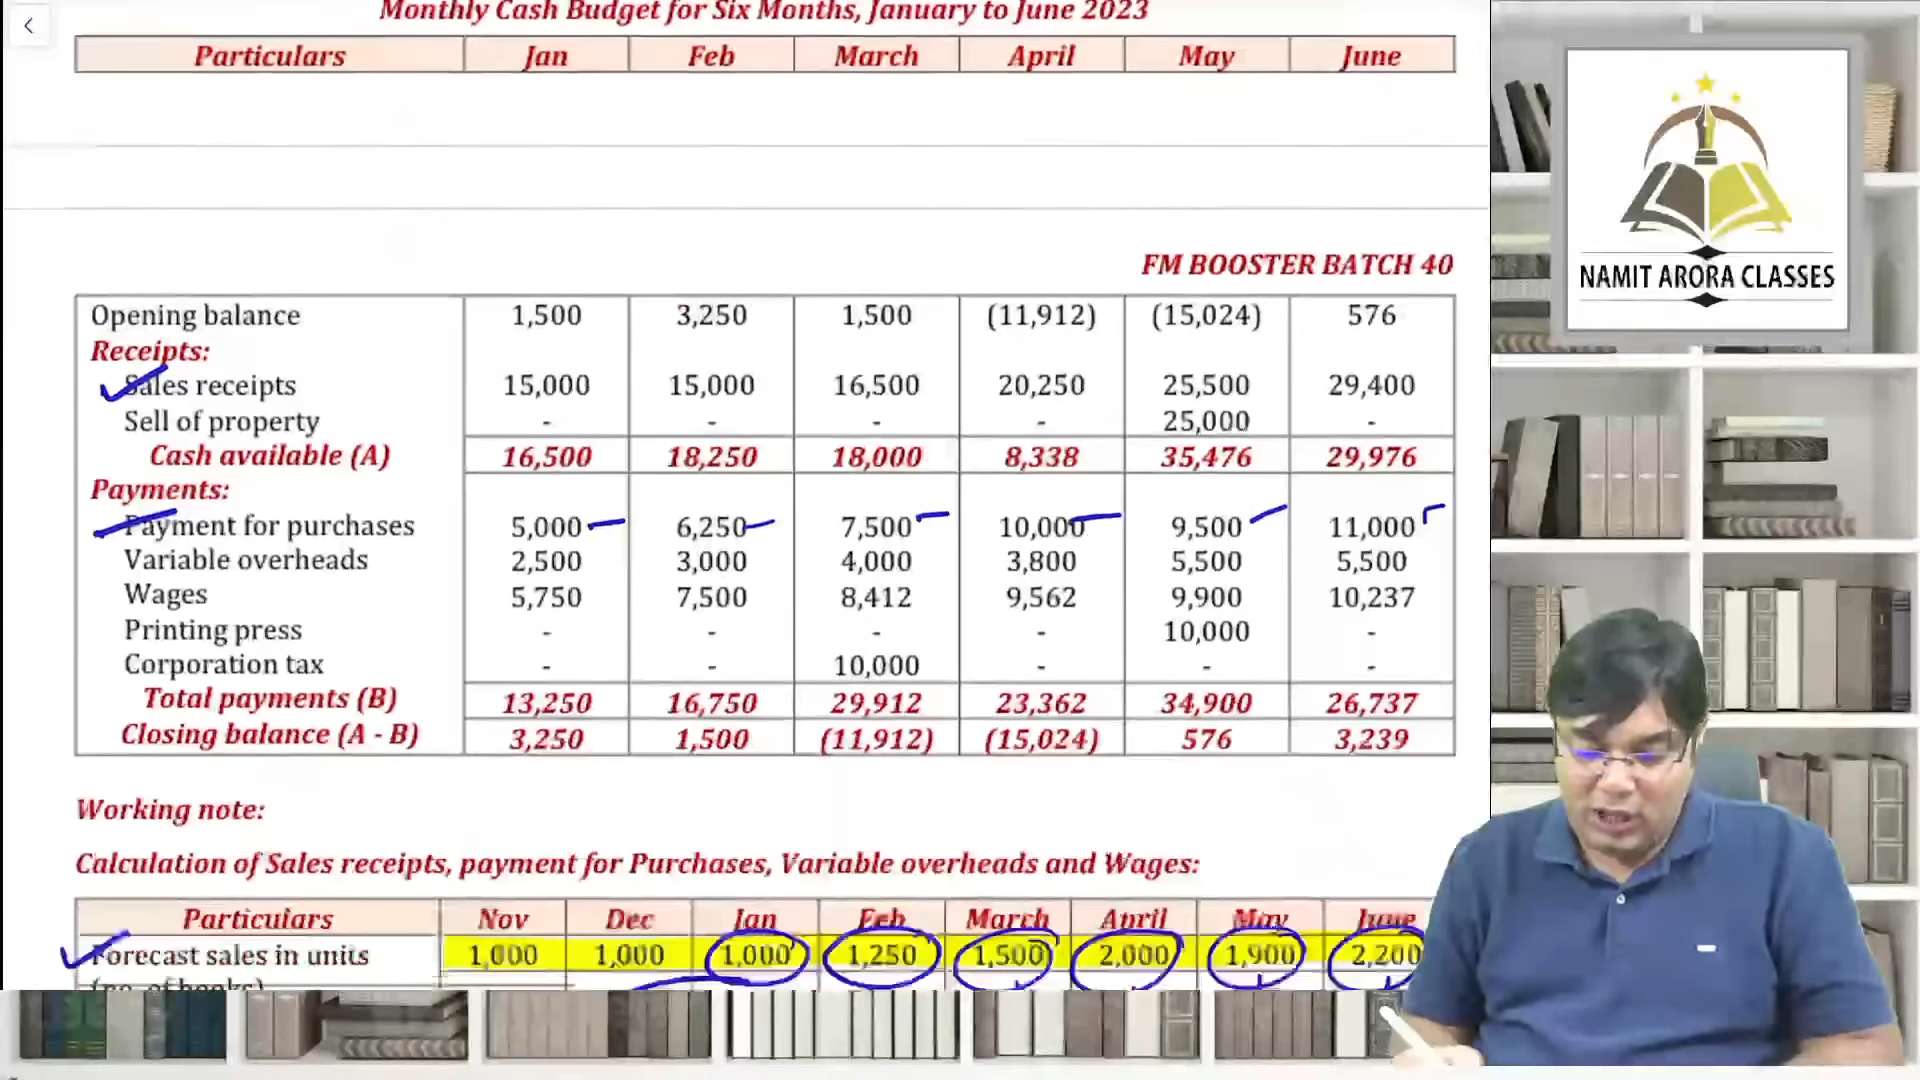 Monthly Cash Budget for Six Months, January to June 2023
Particulars Jan Feb March April May June
FM BOOSTER BATCH 40
Opening balance 1,500 3,250 1,500 (11,912) (15,024) 576
Receipts:
Sales receipts 15,000 15,000 16,500 20,250 25,500 29,400
Sell of property - - - - 25,000 -
Cash available (A) 16,500 18,250 18,000 8,338 35,476 29,976
Payments:
Payment for purchases 5,000 6,250 7,500 10,000 9,500 11,000
Variable overheads 2,500 3,000 4,000 3,800 5,500 5,500
Wages 5,750 7,500 8,412 9,562 9,900 10,237
Printing press - - - - 10,000 -
Corporation tax - - 10,000 - - -
Total payments (B) 13,250 16,750 29,912 23,362 34,900 26,737
Closing balance (A - B) 3,250 1,500 (11,912) (15,024) 576 3,239
Working note:
Calculation of Sales receipts, payment for Purchases, Variable overheads and Wages:
Particulars Nov Dec Jan Feb March April May June
Forecast sales in units 1,000 1,000 1,000 1,250 1,500 2,000 1,900 2,200
(no. of books)
NAMIT ARORA CLASSES